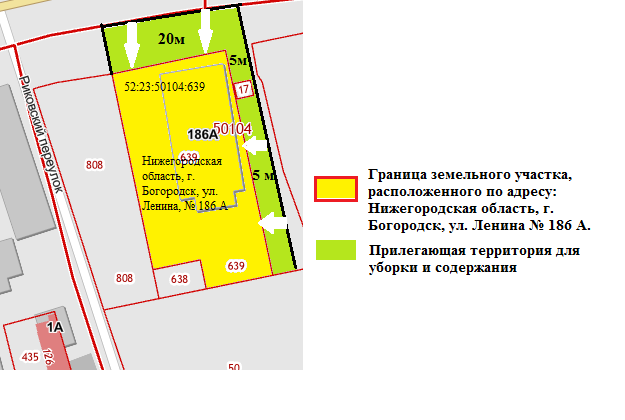 20м
5м
52:23:50104:639
17
50104
186А
639
Нижегородская
область, г.
Богородск, ул.
Ленина, № 186 А
5 м
Риковский переулок
808
808
638
639
1А
435
126
50
Граница земельного участка,
расположенного по адресу:
Нижегородская область, г.
Богородск, ул. Ленина № 186 А.
Прилегающая территория для
уборки и содержания